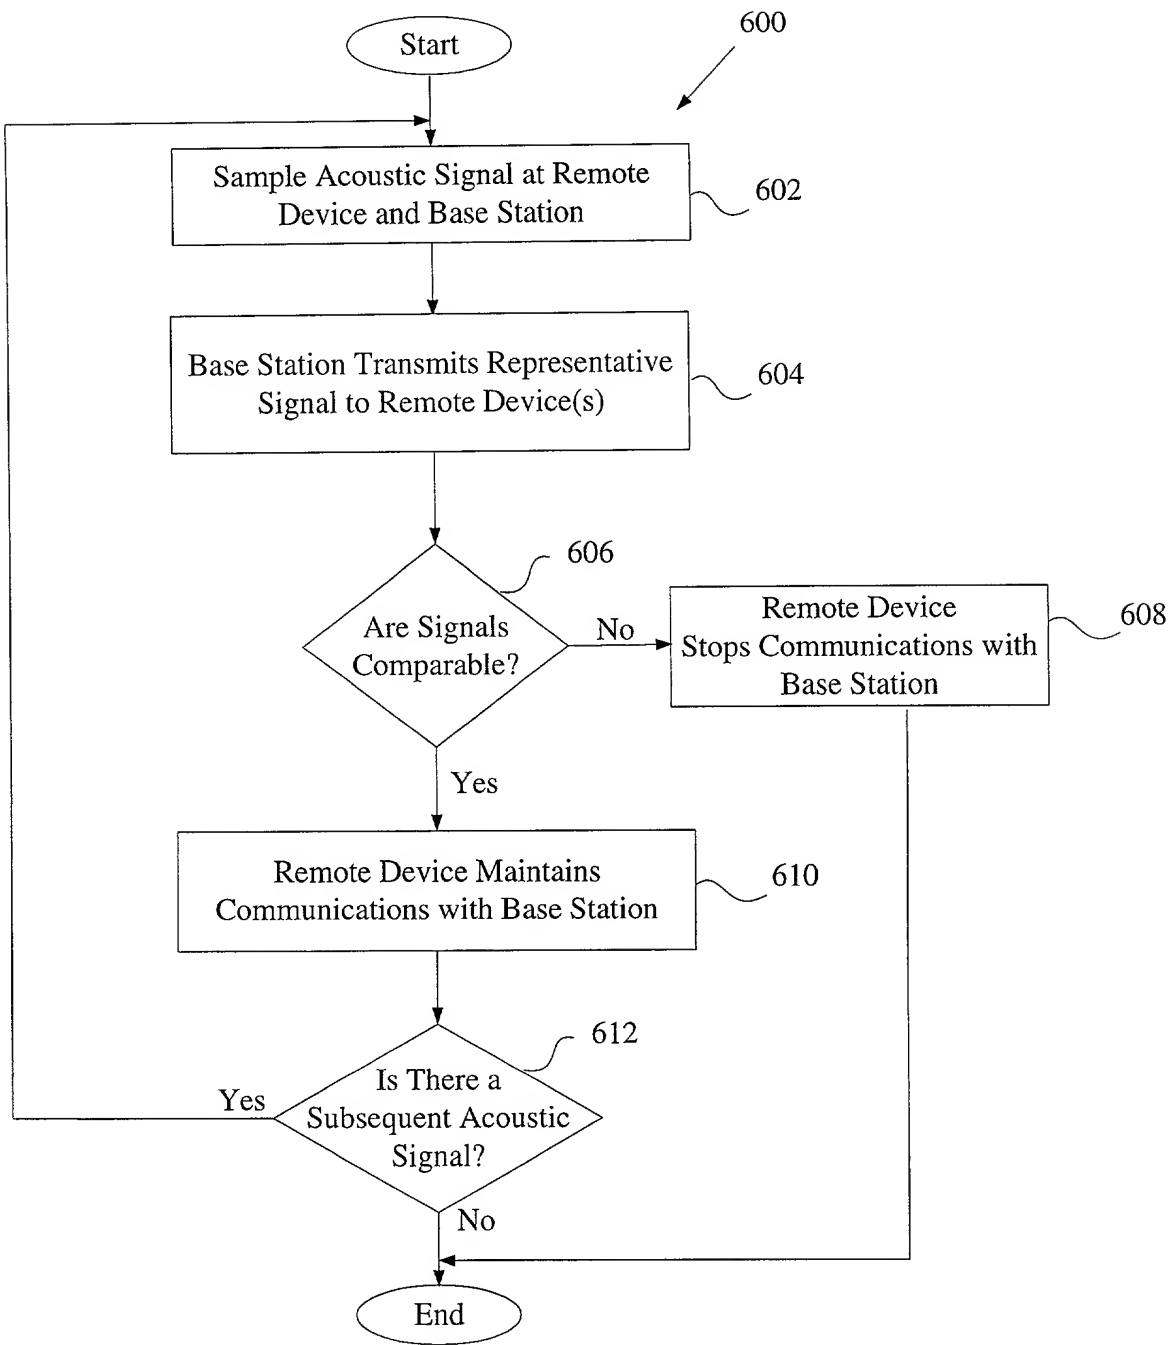 600
Start
Sample Acoustic Signal at Remote
Device and Base Station
602
Base Station Transmits Representative
Signal to Remote Device(s)
604
606
Are Signals
Comparable?
No
Remote Device
Stops Communications with
Base Station
608
Yes
Remote Device Maintains
Communications with Base Station
610
612
Is There a
Subsequent Acoustic
Signal?
Yes
No
End